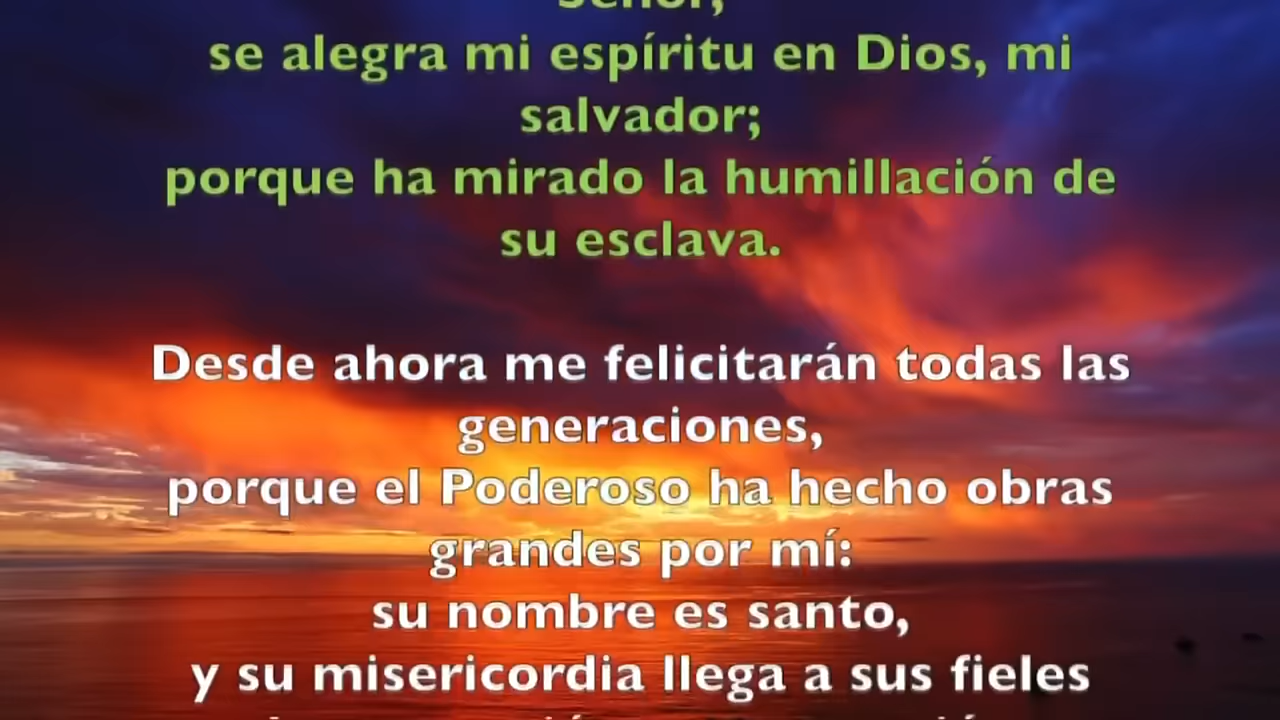 Señor,
se alegra mi espíritu en Dios, mi
salvador;
porque ha mirado la humillación de
su esclava.
Desde ahora me felicitarán todas las
generaciones,
porque el Poderoso ha hecho obras
grandes por mí:
su nombre es santo,
y su misericordia llega a sus fieles